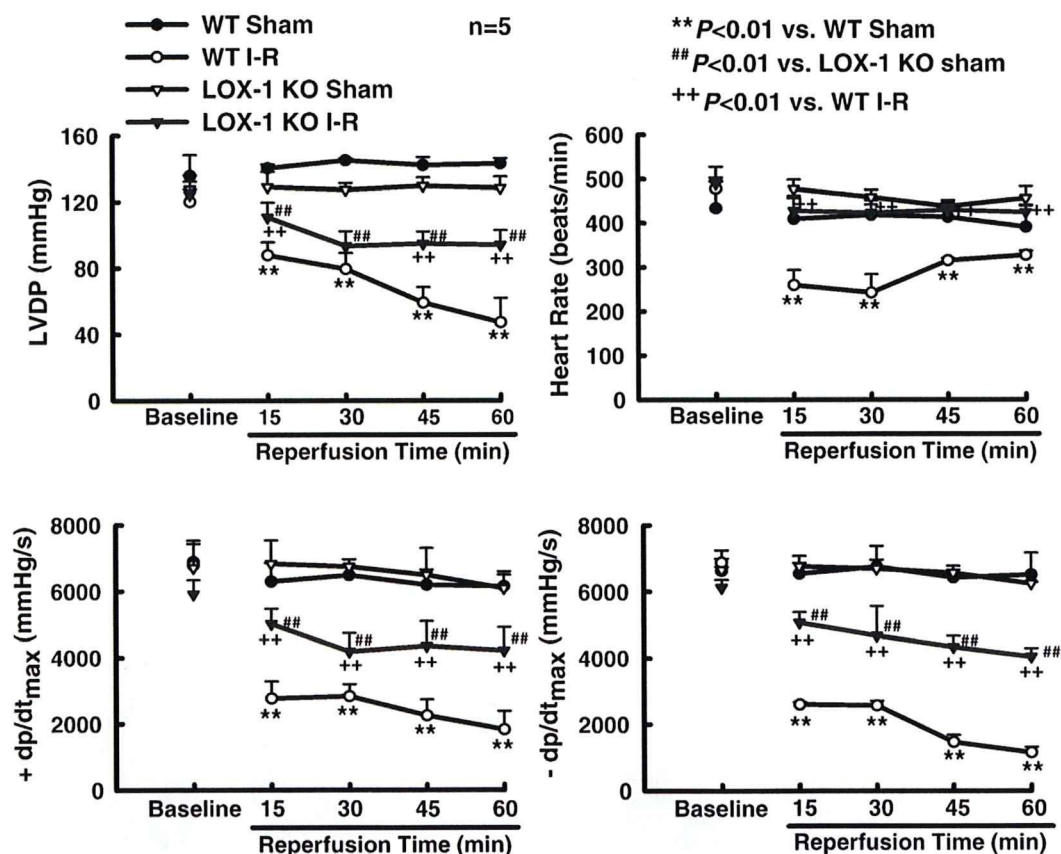 WT Sham
WT I-R
LOX-1 KO Sham
LOX-1 KO I-R
n=5
**P<0.01 vs. WT Sham
##P<0.01 vs. LOX-1 KO sham
++P<0.01 vs. WT I-R
LVDP (mmHg)
160
120
80
40
0
## ## ## ##
++ ++ ++
** ** ** **
Baseline 15 30 45 60
Reperfusion Time (min)
Heart Rate (beats/min)
600
500
400
300
200
100
0
++ ++ ++ ++
** ** ** **
Baseline 15 30 45 60
Reperfusion Time (min)
+ dp/dtmax (mmHg/s)
8000
6000
4000
2000
0
## ## ## ##
++ ++ ++ ++
** ** ** **
Baseline 15 30 45 60
Reperfusion Time (min)
- dp/dtmax (mmHg/s)
8000
6000
4000
2000
0
## ## ## ##
++ ++ ++ ++
** ** ** **
Baseline 15 30 45 60
Reperfusion Time (min)